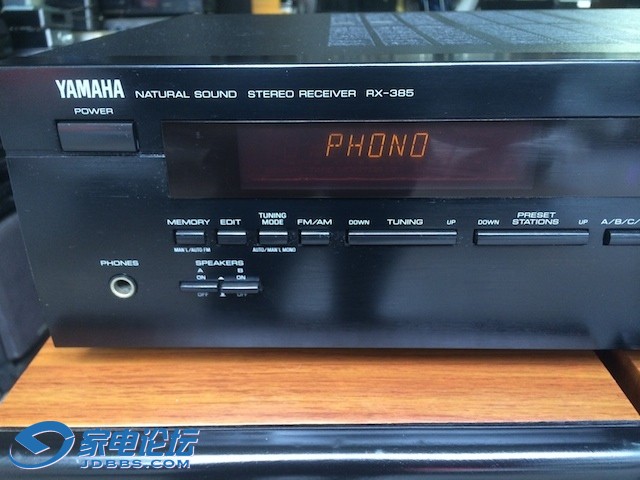 YAMAHA NATURAL SOUND STEREO RECEIVER RX-385
POWER
PHONO
MEMORY EDIT TUNING MODE FM/AM DOWN TUNING UP DOWN PRESET STATIONS UP A/B/C/
MAN'L/AUTO FM AUTO/MAN'L MONO
PHONES
SPEAKERS
A B
ON ON
OFF OFF
家电论坛
JDBBS.COM